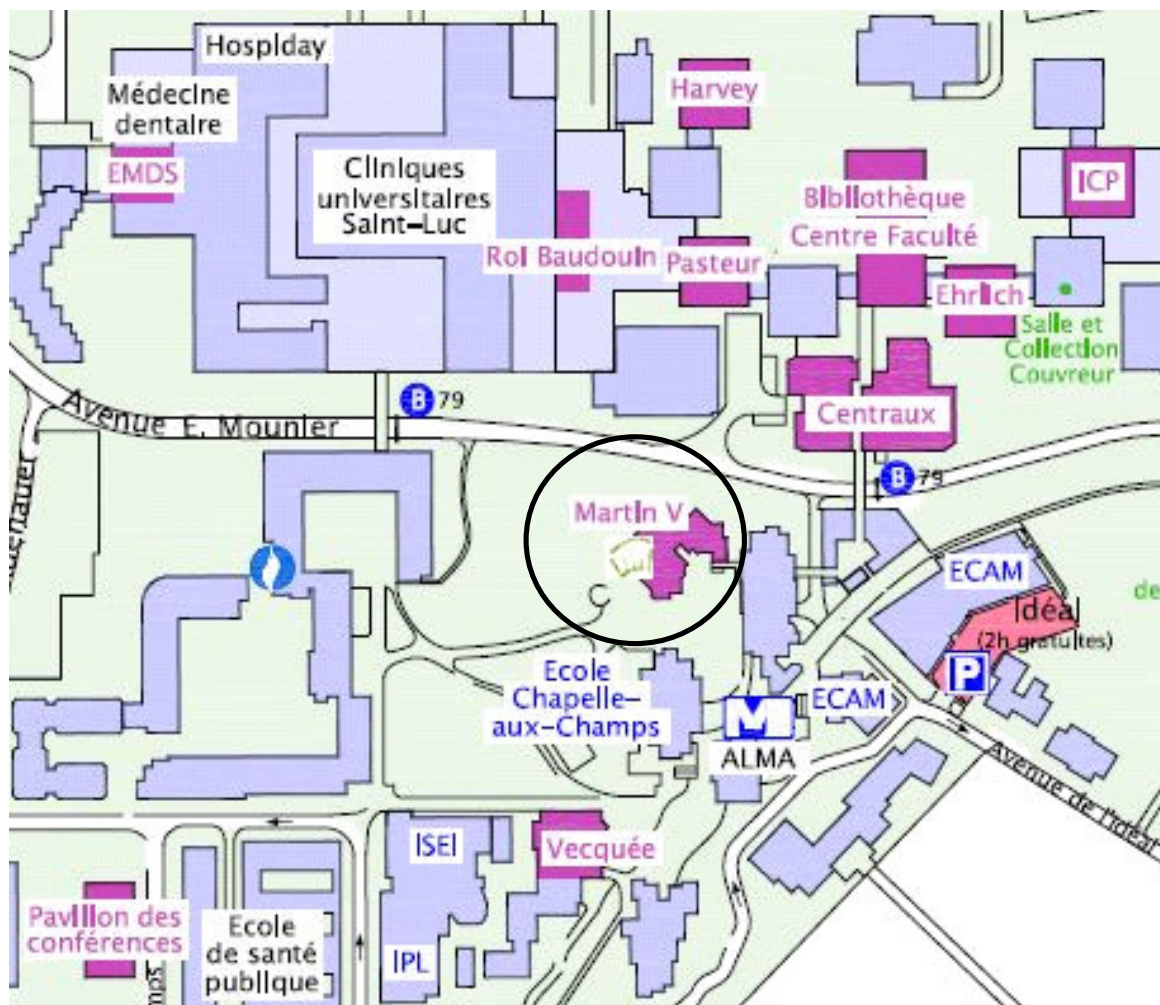 Hospiday
Médecine
dentaire
EMDS
Cliniques
universitaires
Saint-Luc
Harvey
Roi Baudouin
Pasteur
Bibliothèque
Centre Faculté
ICP
Ehrlich
Salle et
Collection
Couvreur
Centraux
B 79
Avenue E. Mounier
B 79
Martin V
ECAM
Idéal
(2h gratuites)
P
de
Ecole
Chapelle-
aux-Champs
ECAM
M
ALMA
Avenue de l'Idéal
ISEI
Vecquée
Pavillon des
conférences
Ecole
de santé
publique
IPL